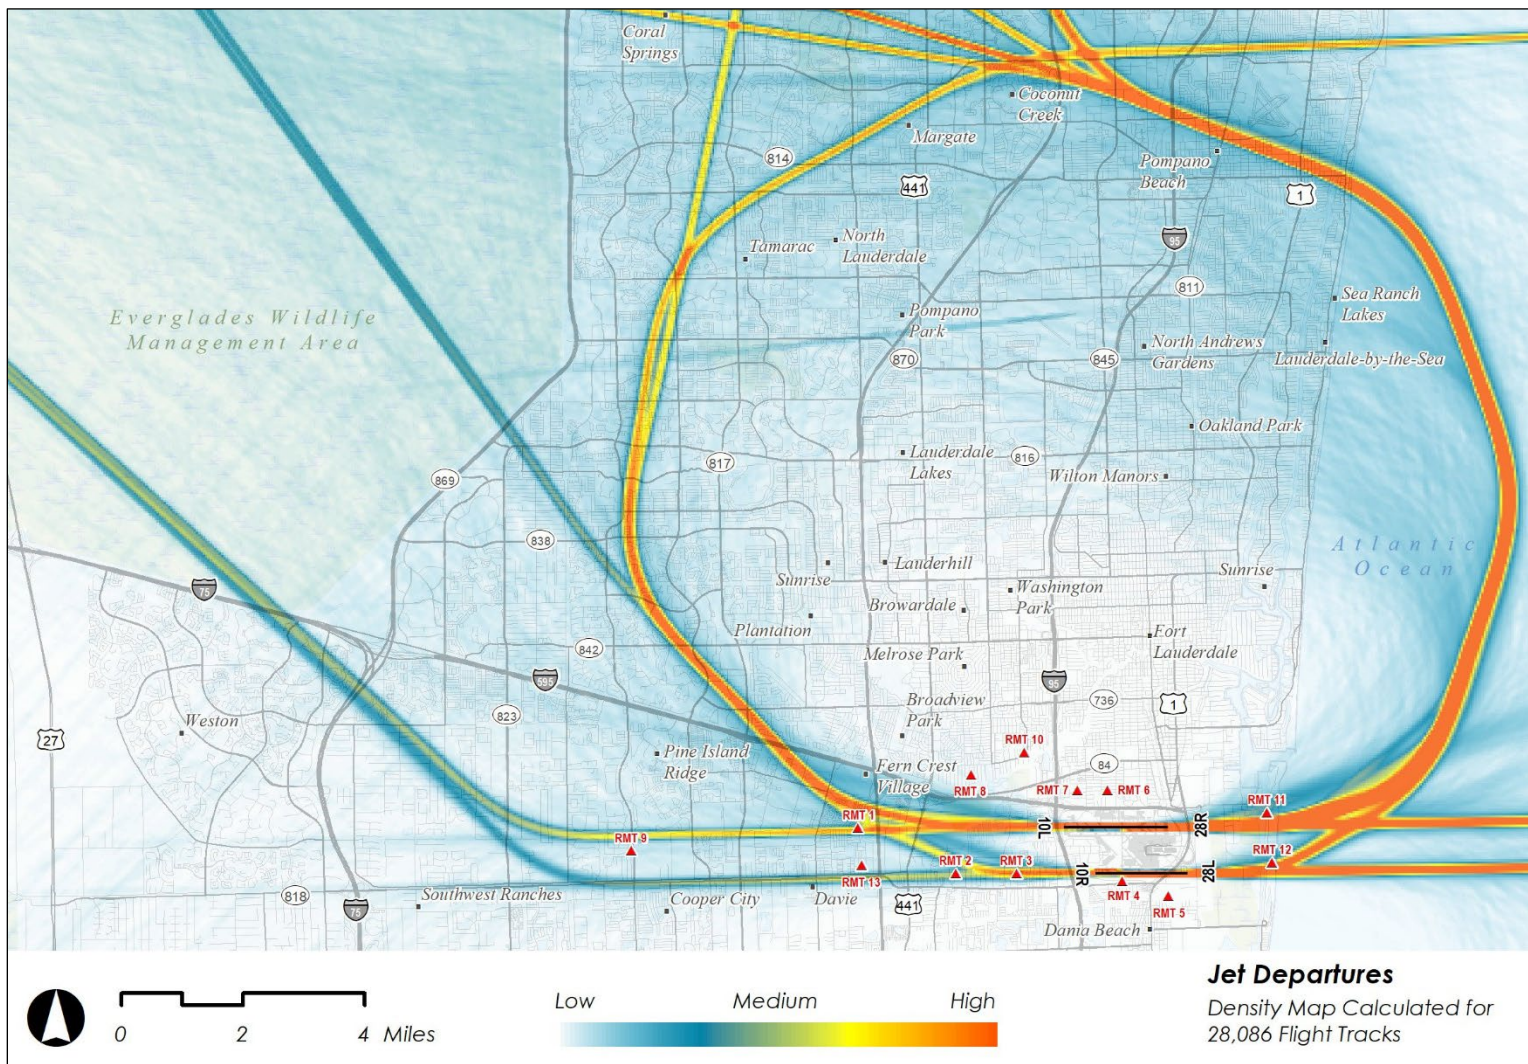 Coral
Springs
Coconut
Creek
Margate
814
441
Pompano
Beach
1
95
Tamarac
North
Lauderdale
811
Sea Ranch
Lakes
Everglades Wildlife
Management Area
Pompano
Park
North Andrews
Gardens
Lauderdale-by-the-Sea
870
845
Oakland Park
869
817
Lauderdale
Lakes
816
Wilton Manors
838
Atlantic
Ocean
75
Sunrise
Lauderhill
Washington
Park
Sunrise
Browardale
Plantation
Fort
Lauderdale
842
Melrose Park
595
95
736
1
823
Broadview
Park
Weston
27
Pine Island
Ridge
RMT 10
84
Fern Crest
Village
RMT 8
RMT 7
RMT 6
RMT 11
RMT 1
10L
28R
RMT 9
RMT 2
RMT 3
RMT 12
RMT 13
10R
28L
RMT 4
RMT 5
818
75
Southwest Ranches
Cooper City
Davie
441
Dania Beach
0 2 4 Miles
Low Medium High
Jet Departures
Density Map Calculated for
28,086 Flight Tracks